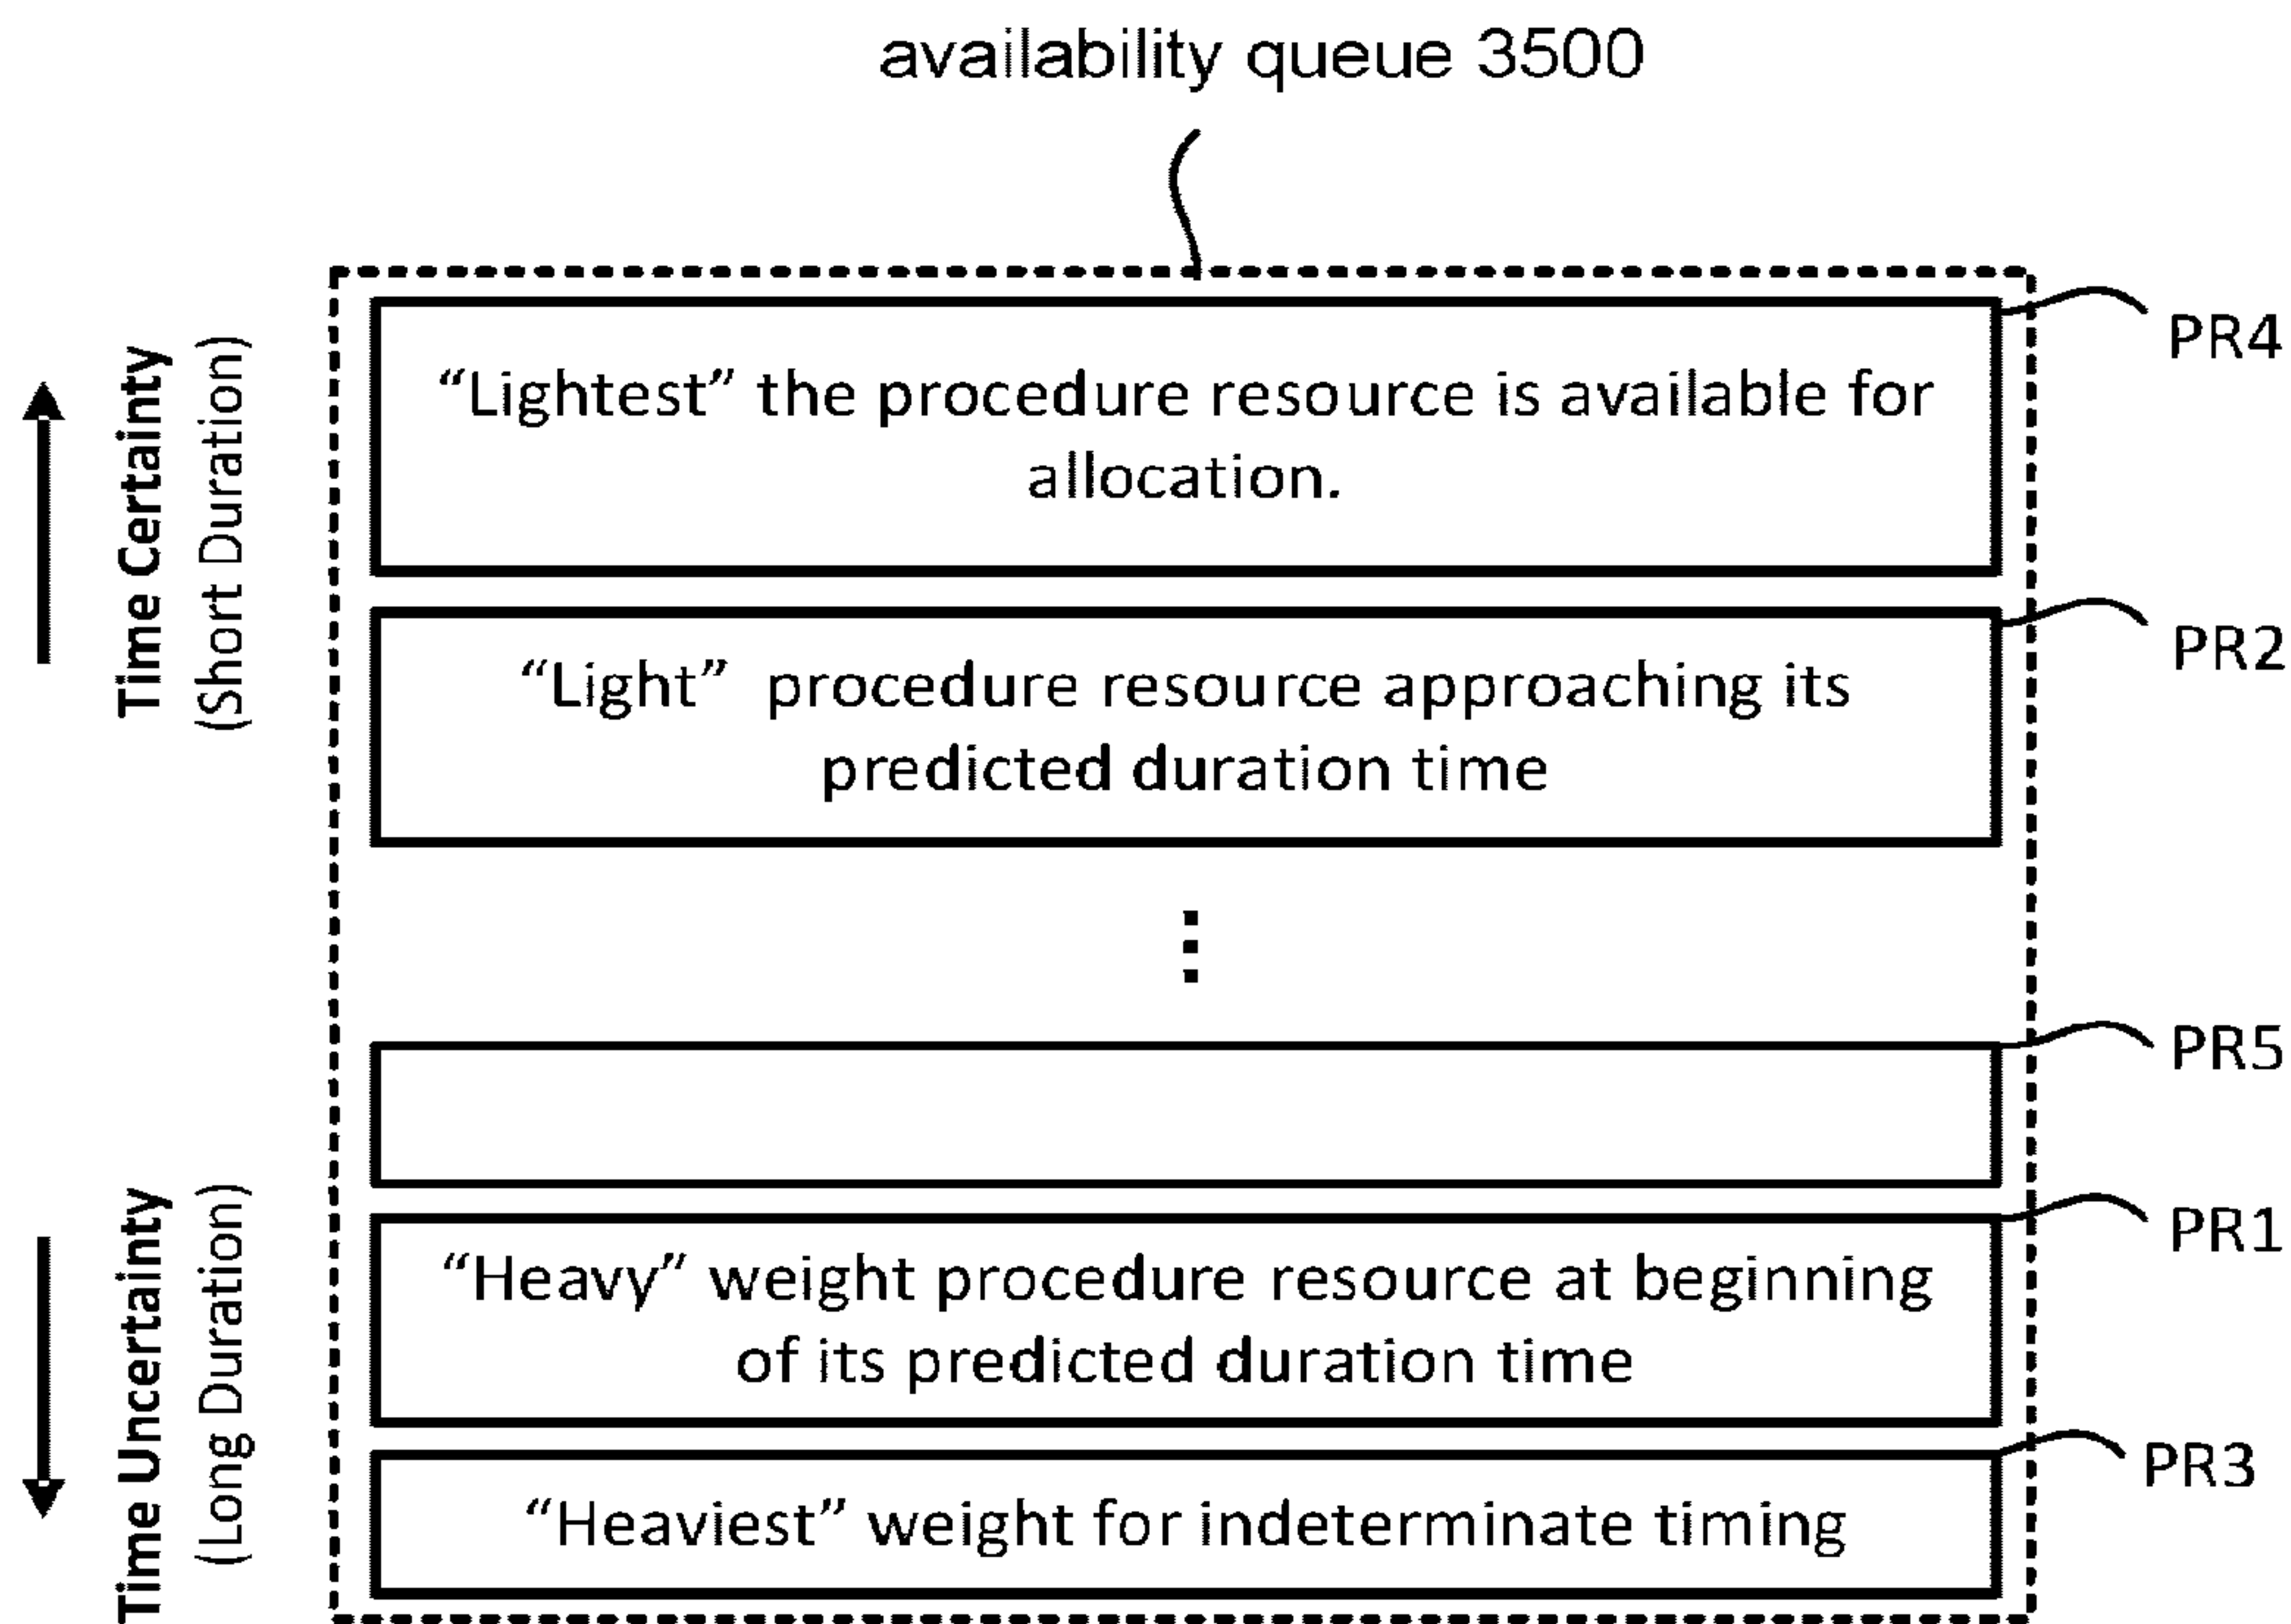 availability queue 3500
Time Certainty
(Short Duration)
“Lightest” the procedure resource is available for
allocation.
PR4
“Light” procedure resource approaching its
predicted duration time
PR2
⋮
PR5
Time Uncertainty
(Long Duration)
“Heavy” weight procedure resource at beginning
of its predicted duration time
PR1
“Heaviest” weight for indeterminate timing
PR3